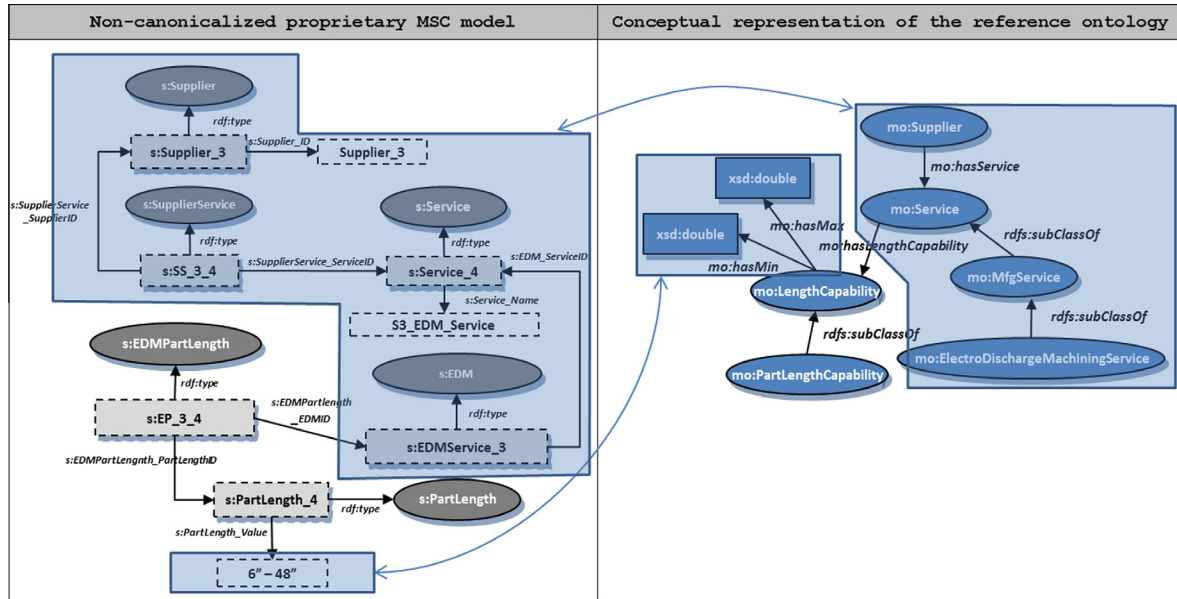 Non-canonicalized proprietary MSC model
Conceptual representation of the reference ontology
s:Supplier
rdf:type
s:Supplier_3
s:Supplier_ID
Supplier_3
s:SupplierService
_SupplierID
s:SupplierService
rdf:type
s:SS_3_4
s:SupplierService_ServiceID
s:Service
rdf:type
s:Service_4
s:EDM_ServiceID
s:Service_Name
S3_EDM_Service
s:EDMPartLength
rdf:type
s:EP_3_4
s:EDMPartlength
_EDMID
s:EDM
rdf:type
s:EDMService_3
s:EDMPartLengnth_PartLengthID
s:PartLength_4
rdf:type
s:PartLength
s:PartLength_Value
6” – 48”
mo:Supplier
mo:hasService
xsd:double
mo:Service
xsd:double
mo:hasMax
mo:hasLengthCapability
rdfs:subClassOf
mo:hasMin
mo:MfgService
mo:LengthCapability
rdfs:subClassOf
rdfs:subClassOf
mo:ElectroDischargeMachiningService
mo:PartLengthCapability